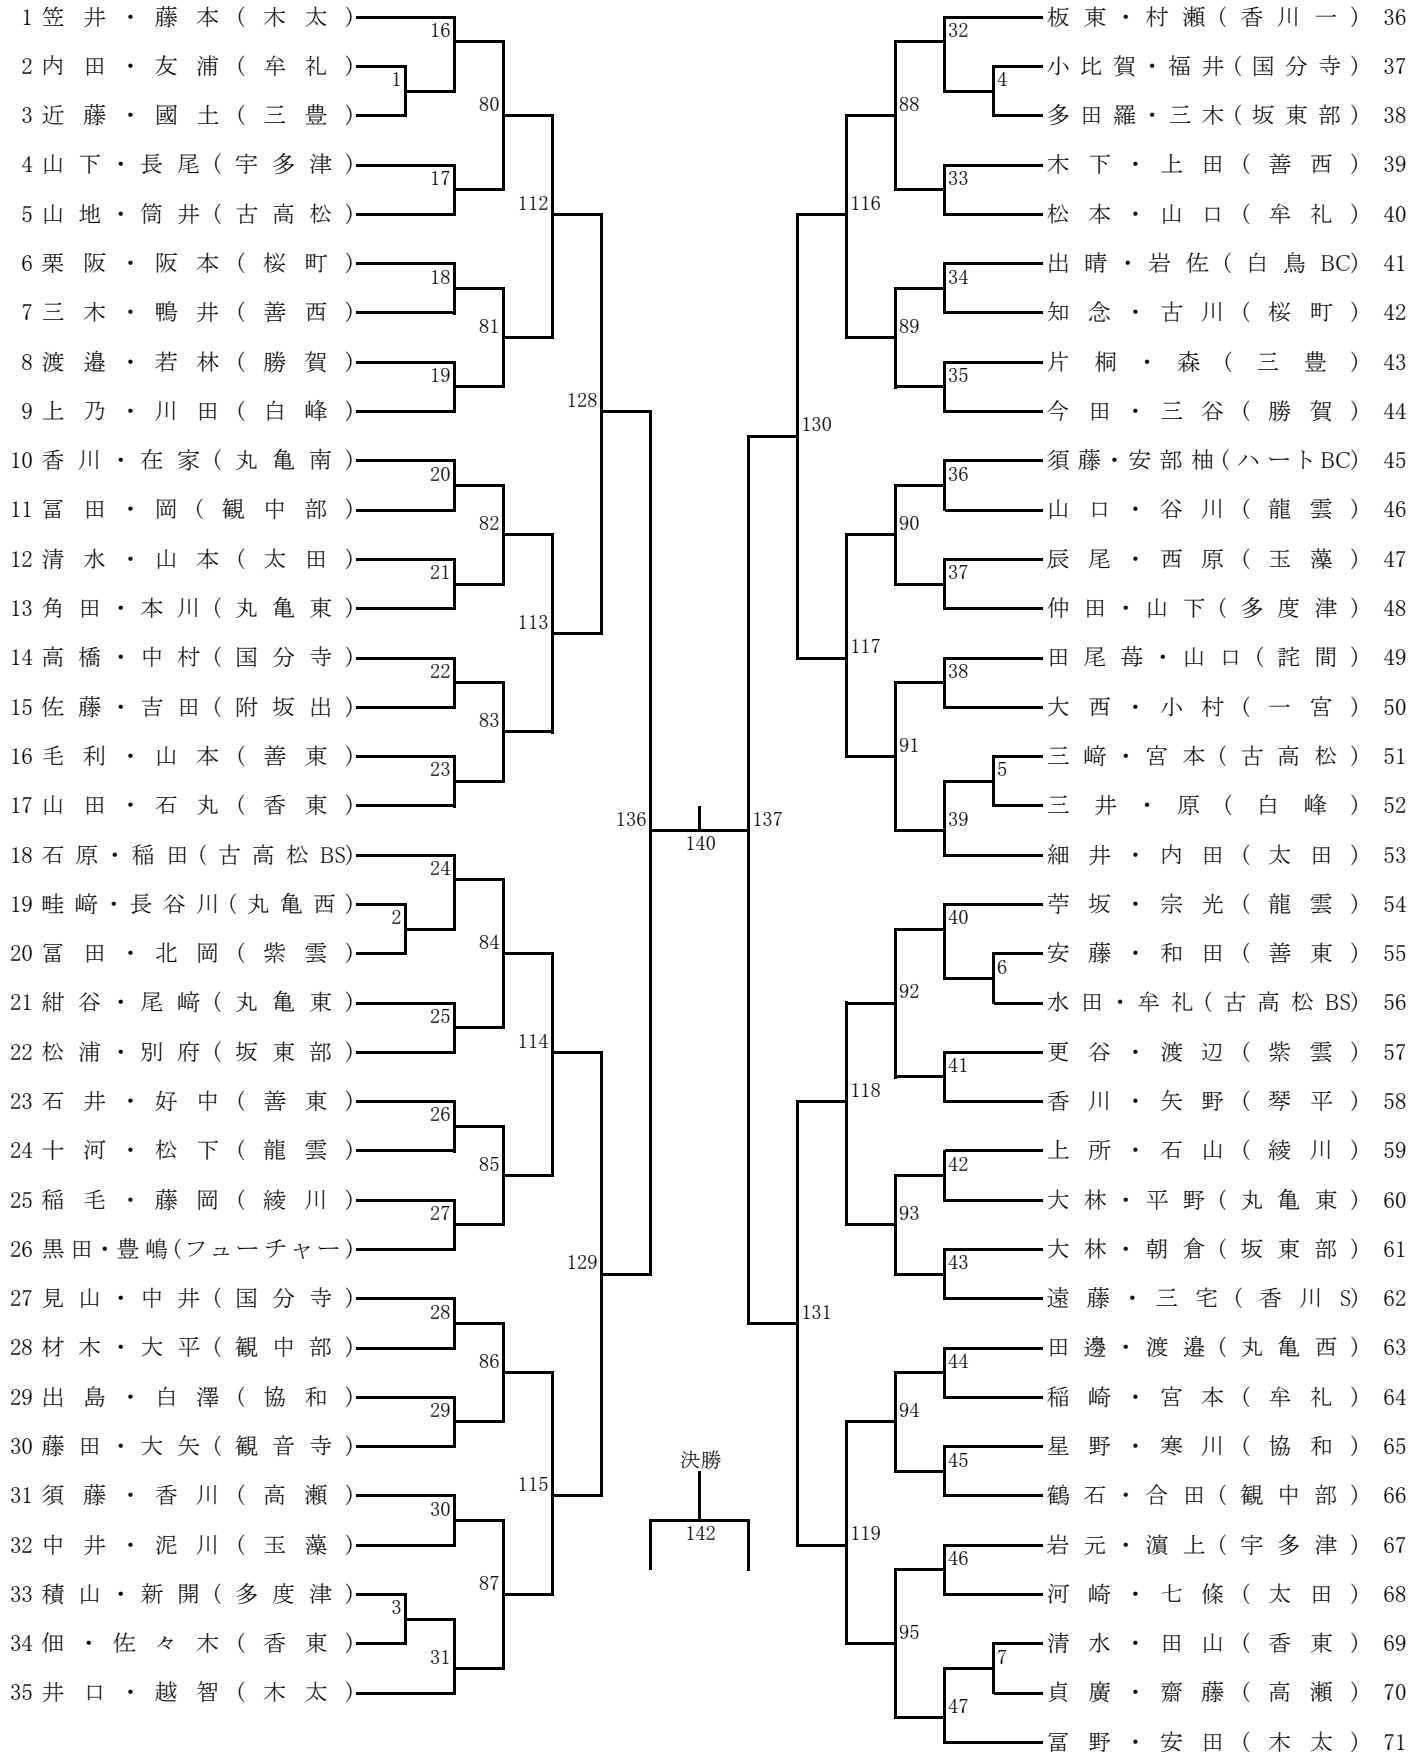 1 笠井・藤本(木太)
2 内田・友浦(牟礼)
3 近藤・國土(三豊)
4 山下・長尾(宇多津)
5 山地・筒井(古高松)
6 栗阪・阪本(桜町)
7 三木・鴨井(善西)
8 渡邉・若林(勝賀)
9 上乃・川田(白峰)
10 香川・在家(丸亀南)
11 冨田・岡(観中部)
12 清水・山本(太田)
13 角田・本川(丸亀東)
14 高橋・中村(国分寺)
15 佐藤・吉田(附坂出)
16 毛利・山本(善東)
17 山田・石丸(香東)
18 石原・稲田(古高松BS)
19 畦﨑・長谷川(丸亀西)
20 冨田・北岡(紫雲)
21 紺谷・尾﨑(丸亀東)
22 松浦・別府(坂東部)
23 石井・好中(善東)
24 十河・松下(龍雲)
25 稲毛・藤岡(綾川)
26 黒田・豊嶋(フューチャー)
27 見山・中井(国分寺)
28 材木・大平(観中部)
29 出島・白澤(協和)
30 藤田・大矢(観音寺)
31 須藤・香川(高瀬)
32 中井・泥川(玉藻)
33 積山・新開(多度津)
34 佃・佐々木(香東)
35 井口・越智(木太)
16
1
17
18
19
20
21
22
23
24
2
25
26
27
28
29
30
3
31
80
81
82
83
84
85
86
87
112
113
114
115
128
129
136
140
137
決勝
142
130
131
116
117
118
119
88
89
90
91
92
93
94
95
32
4
33
34
35
36
37
38
5
39
40
6
41
42
43
44
45
46
7
47
板東・村瀬(香川一) 36
小比賀・福井(国分寺) 37
多田羅・三木(坂東部) 38
木下・上田(善西) 39
松本・山口(牟礼) 40
出晴・岩佐(白鳥BC) 41
知念・古川(桜町) 42
片桐・森(三豊) 43
今田・三谷(勝賀) 44
須藤・安部柚(ハートBC) 45
山口・谷川(龍雲) 46
辰尾・西原(玉藻) 47
仲田・山下(多度津) 48
田尾苺・山口(詫間) 49
大西・小村(一宮) 50
三﨑・宮本(古高松) 51
三井・原(白峰) 52
細井・内田(太田) 53
苧坂・宗光(龍雲) 54
安藤・和田(善東) 55
水田・牟礼(古高松BS) 56
更谷・渡辺(紫雲) 57
香川・矢野(琴平) 58
上所・石山(綾川) 59
大林・平野(丸亀東) 60
大林・朝倉(坂東部) 61
遠藤・三宅(香川S) 62
田邊・渡邉(丸亀西) 63
稲崎・宮本(牟礼) 64
星野・寒川(協和) 65
鶴石・合田(観中部) 66
岩元・濵上(宇多津) 67
河崎・七條(太田) 68
清水・田山(香東) 69
貞廣・齋藤(高瀬) 70
冨野・安田(木太) 71